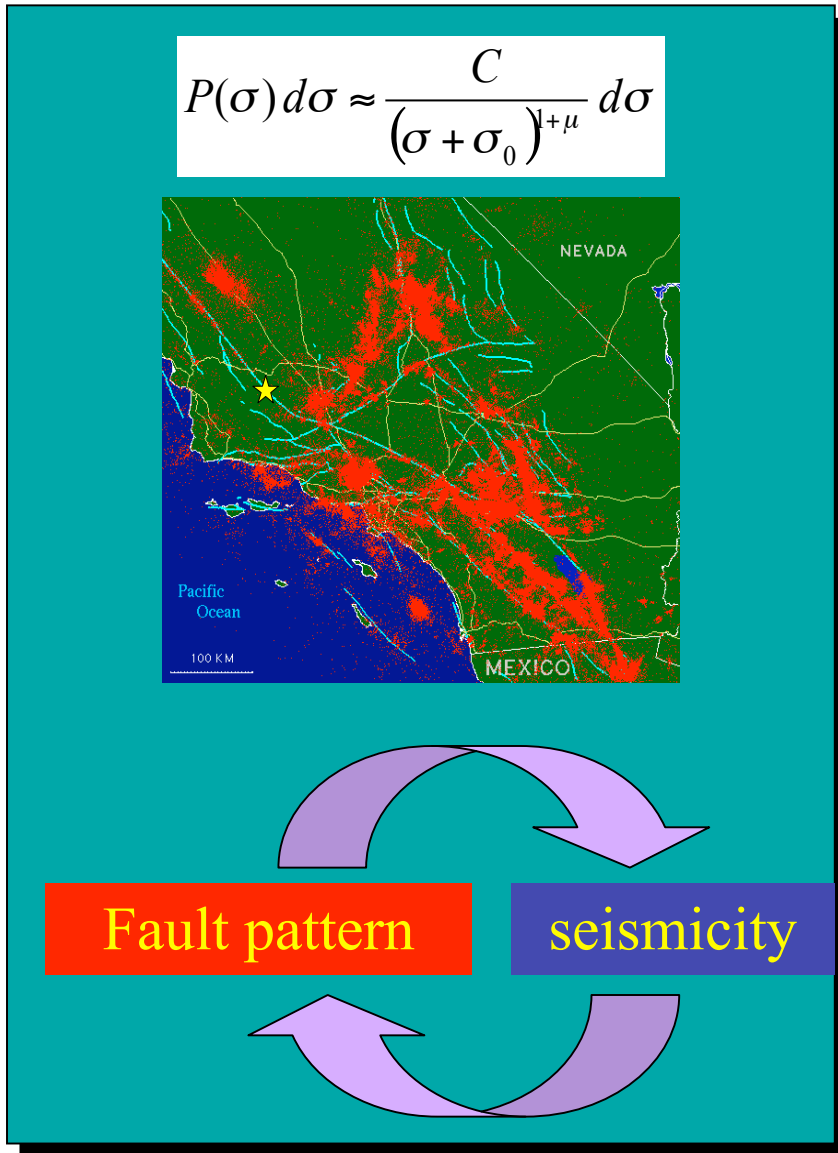 P(σ) dσ ≈ C / (σ + σ₀)^{1+μ} dσ
NEVADA
Pacific
Ocean
100 KM
MEXICO
Fault pattern
seismicity